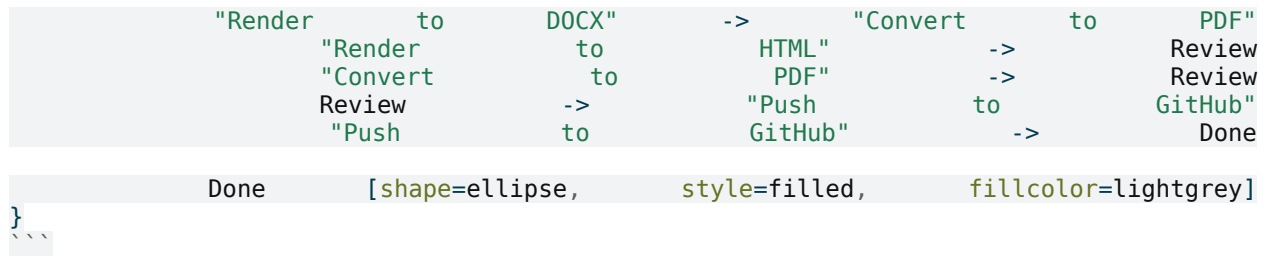 "Render to DOCX" -> "Convert to PDF"
"Render to HTML" -> Review
"Convert to PDF" -> Review
Review -> "Push to GitHub"
"Push to GitHub" -> Done
Done [shape=ellipse, style=filled, fillcolor=lightgrey]
}
```